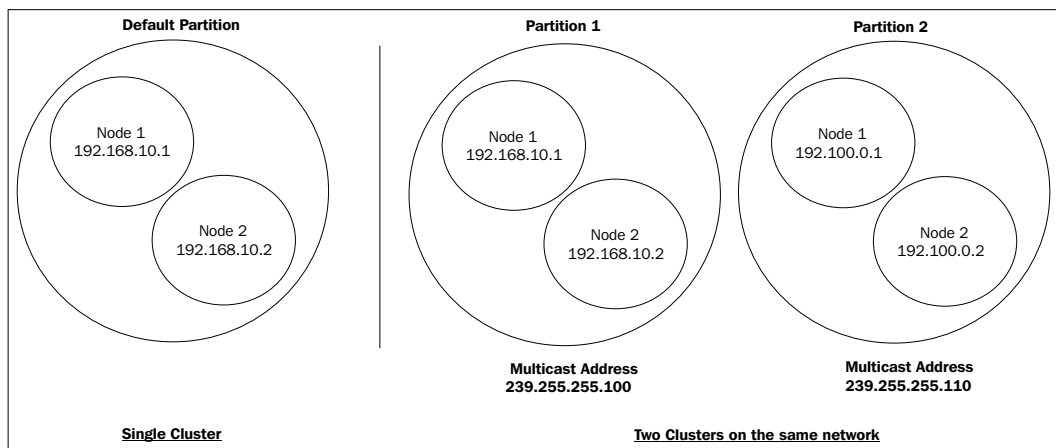 Default Partition
Node 1
192.168.10.1
Node 2
192.168.10.2
Single Cluster
Partition 1
Node 1
192.168.10.1
Node 2
192.168.10.2
Multicast Address
239.255.255.100
Partition 2
Node 1
192.100.0.1
Node 2
192.100.0.2
Multicast Address
239.255.255.110
Two Clusters on the same network